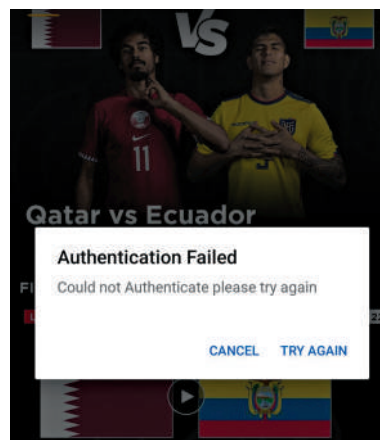 VS
11
Qatar vs Ecuador
Authentication Failed
Could not Authenticate please try again
CANCEL TRY AGAIN